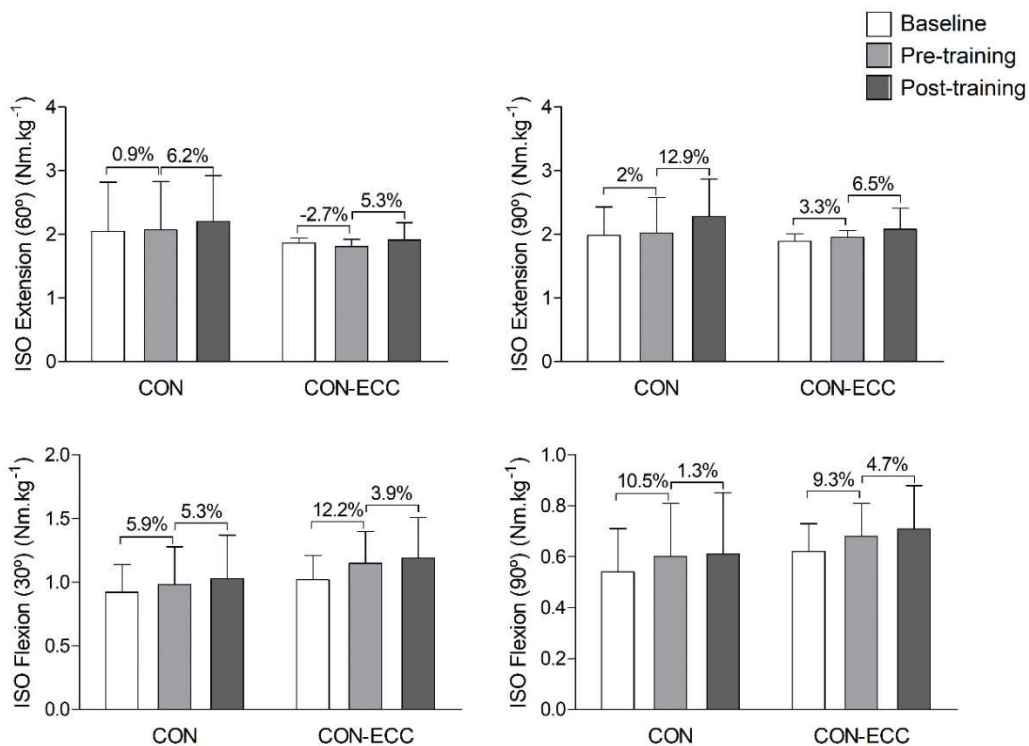 Baseline
Pre-training
Post-training
ISO Extension (60º) (Nm.kg⁻¹)
4
3
2
1
0
0.9%
6.2%
-2.7%
5.3%
CON
CON-ECC
ISO Extension (90º) (Nm.kg⁻¹)
4
3
2
1
0
2%
12.9%
3.3%
6.5%
CON
CON-ECC
ISO Flexion (30º) (Nm.kg⁻¹)
2.0
1.5
1.0
0.5
0.0
5.9%
5.3%
12.2%
3.9%
CON
CON-ECC
ISO Flexion (90º) (Nm.kg⁻¹)
1.0
0.8
0.6
0.4
0.2
0.0
10.5%
1.3%
9.3%
4.7%
CON
CON-ECC